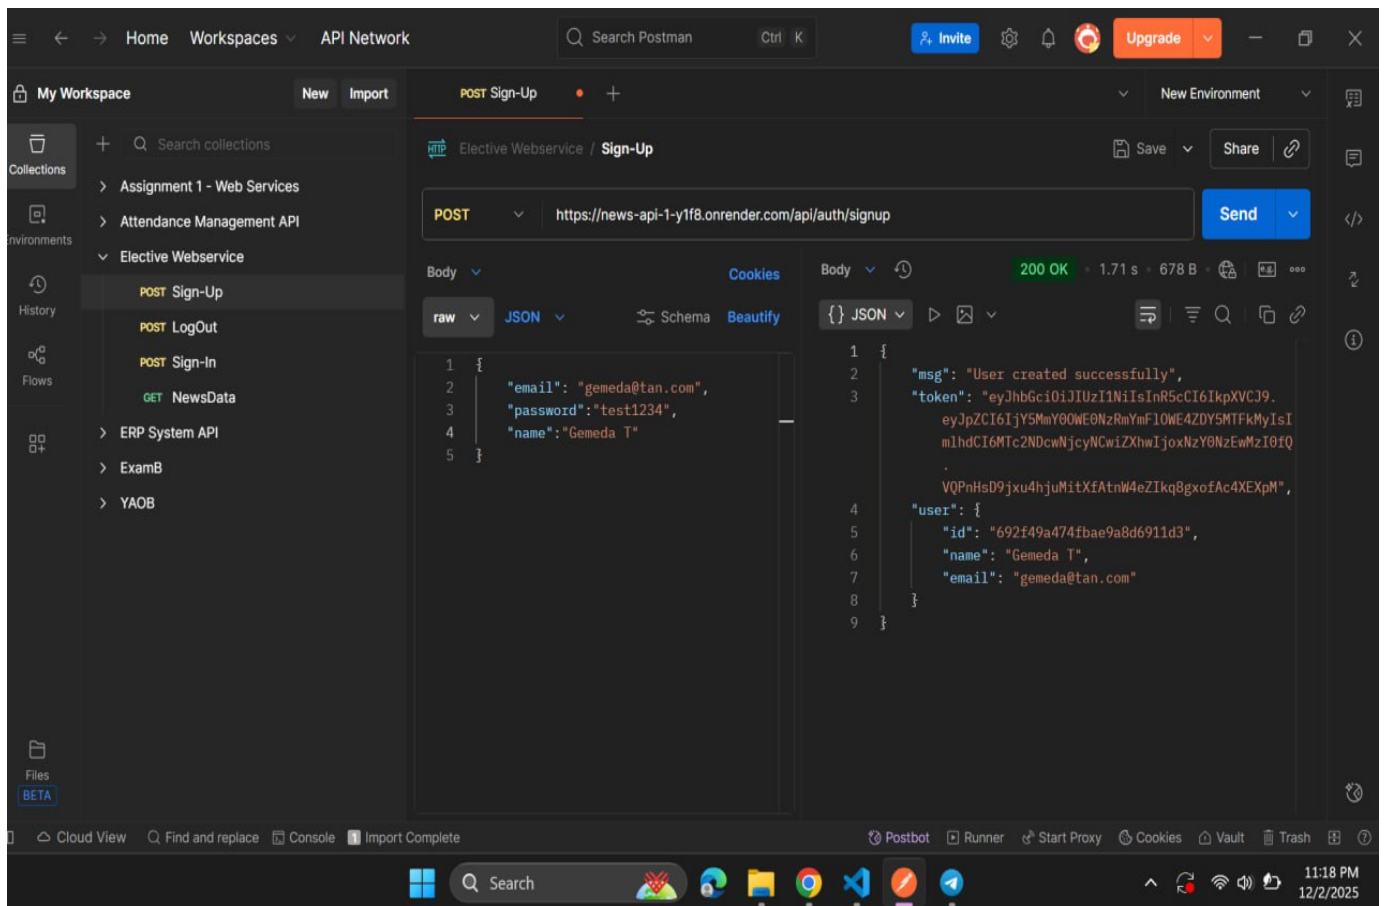 Home Workspaces API Network Search Postman Ctrl K Invite Upgrade
My Workspace New Import POST Sign-Up New Environment
Collections
Search collections
Elective Webservice / Sign-Up Save Share
Assignment 1 - Web Services
Attendance Management API
Elective Webservice
POST Sign-Up
POST LogOut
POST Sign-In
GET NewsData
ERP System API
ExamB
YAOB
nvironments
History
Flows
Files
BETA
POST https://news-api-1-y1f8.onrender.com/api/auth/signup Send
Body Cookies
raw JSON Schema Beautify
1 {
2 "email": "gemeda@tan.com",
3 "password":"test1234",
4 "name":"Gemeda T"
5 }
Body 200 OK 1.71 s 678 B
{} JSON
1 {
2 "msg": "User created successfully",
3 "token": "eyJhbGciOiJIUzI1NiIsInR5cCI6IkpXVCJ9.
.
4 "user": {
5 "id": "692f49a474fbae9a8d6911d3",
6 "name": "Gemeda T",
7 "email": "gemeda@tan.com"
8 }
9 }
Cloud View Find and replace Console 1 Import Complete Postbot Runner Start Proxy Cookies Vault Trash
Search
11:18 PM
12/2/2025